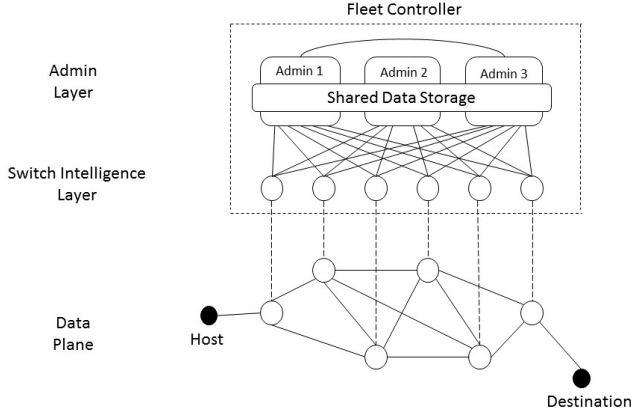 Fleet Controller
Admin
Layer
Admin 1
Admin 2
Admin 3
Shared Data Storage
Switch Intelligence
Layer
Data
Plane
Host
Destination